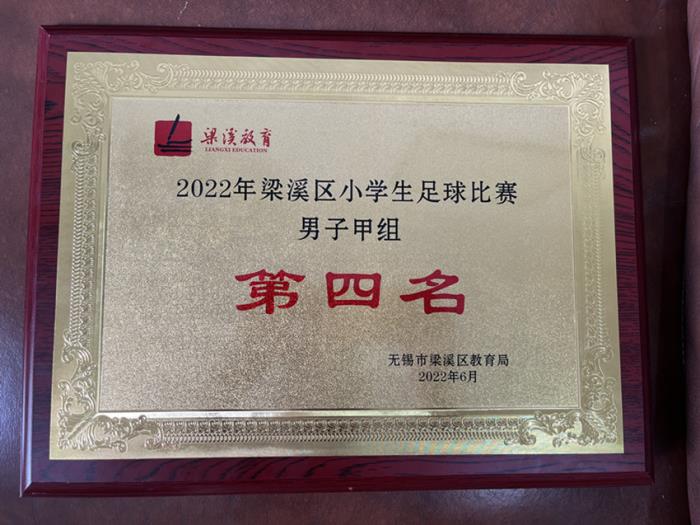 梁溪教育
LIANGXI EDUCATION
2022年梁溪区小学生足球比赛
男子甲组
第四名
无锡市梁溪区教育局
2022年6月